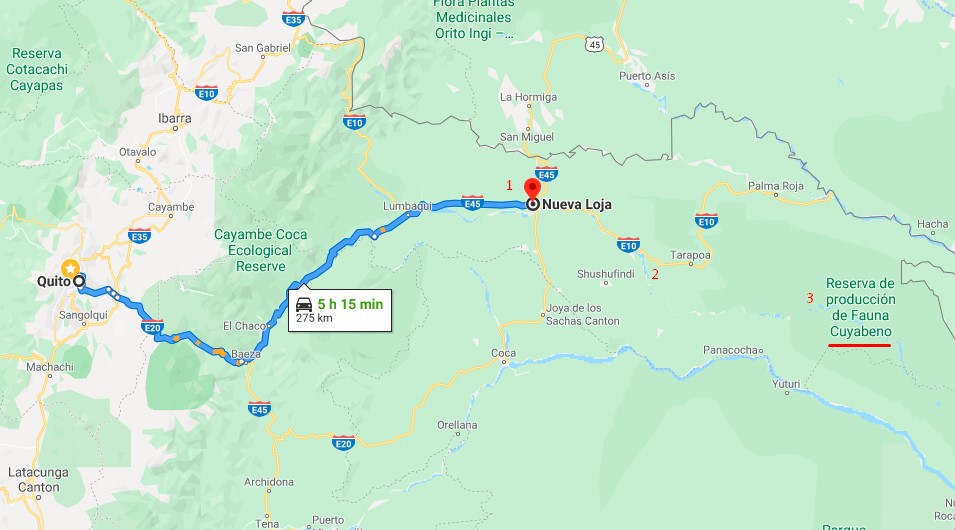 Flora Plantas
Medicinales
Orito Ingi –...
E35
San Gabriel
45
Reserva
Cotacachi
Cayapas
Puerto Asís
E10
La Hormiga
Ibarra
E10
San Miguel
Otavalo
E45
1
Palma Roja
Lumbaqui
E45
Nueva Loja
Cayambe
E10
Hacha
E35
Cayambe Coca
Ecological
Reserve
E10
Tarapoa
Shushufindi
2
Quito
Reserva de
producción
de Fauna
Cuyabeno
3
5 h 15 min
275 km
Sangolqui
Joya de los
Sachas Canton
E20
El Chaco
Baeza
Coca
Panacocha
Machachi
Yuturi
E45
Orellana
E20
Latacunga
Canton
Archidona
Tena
Puerto
Misahualli
Nu
Roc
Parque